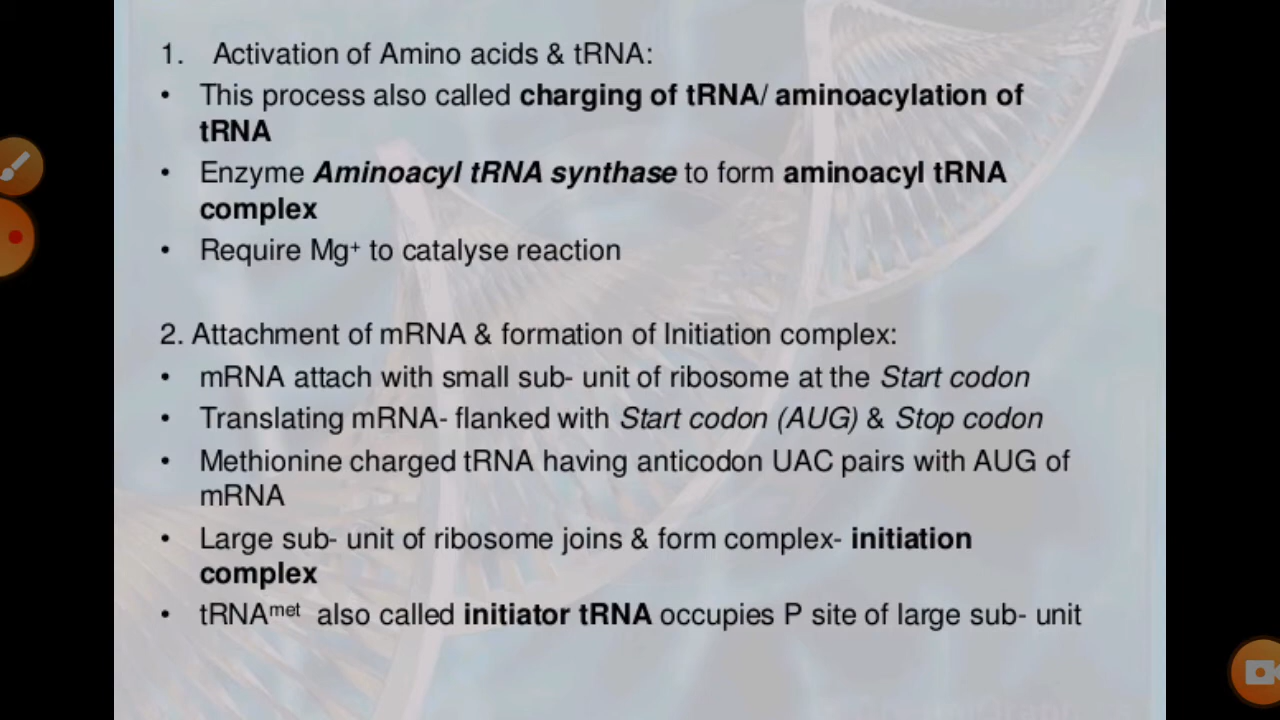 1. Activation of Amino acids & tRNA:
• This process also called charging of tRNA/ aminoacylation of
tRNA
• Enzyme Aminoacyl tRNA synthase to form aminoacyl tRNA
complex
• Require Mg⁺ to catalyse reaction
2. Attachment of mRNA & formation of Initiation complex:
• mRNA attach with small sub- unit of ribosome at the Start codon
• Translating mRNA- flanked with Start codon (AUG) & Stop codon
• Methionine charged tRNA having anticodon UAC pairs with AUG of
mRNA
• Large sub- unit of ribosome joins & form complex- initiation
complex
• tRNAᵐᵉᵗ also called initiator tRNA occupies P site of large sub- unit